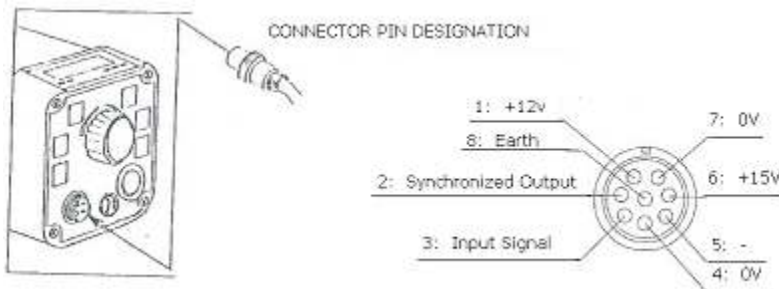 CONNECTOR PIN DESIGNATION
1: +12v
7: 0V
8: Earth
2: Synchronized Output
6: +15V
3: Input Signal
5: -
4: 0V